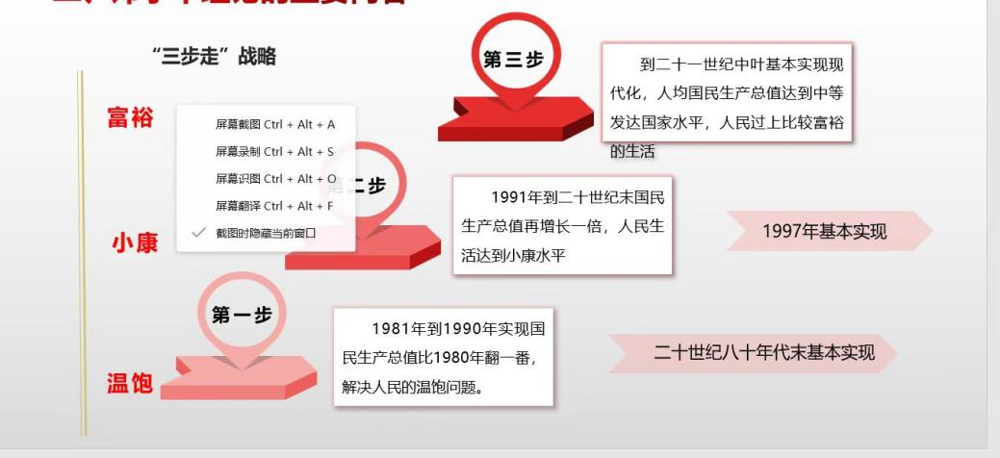 “三步走”战略
第三步
到二十一世纪中叶基本实现现
代化，人均国民生产总值达到中等
发达国家水平，人民过上比较富裕
的生活
富裕
屏幕截图 Ctrl + Alt + A
屏幕录制 Ctrl + Alt + S
屏幕识图 Ctrl + Alt + O
屏幕翻译 Ctrl + Alt + F
截图时隐藏当前窗口
第二步
1991年到二十世纪末国民
生产总值再增长一倍，人民生
活达到小康水平
1997年基本实现
小康
第一步
1981年到1990年实现国
民生产总值比1980年翻一番，
解决人民的温饱问题。
二十世纪八十年代末基本实现
温饱